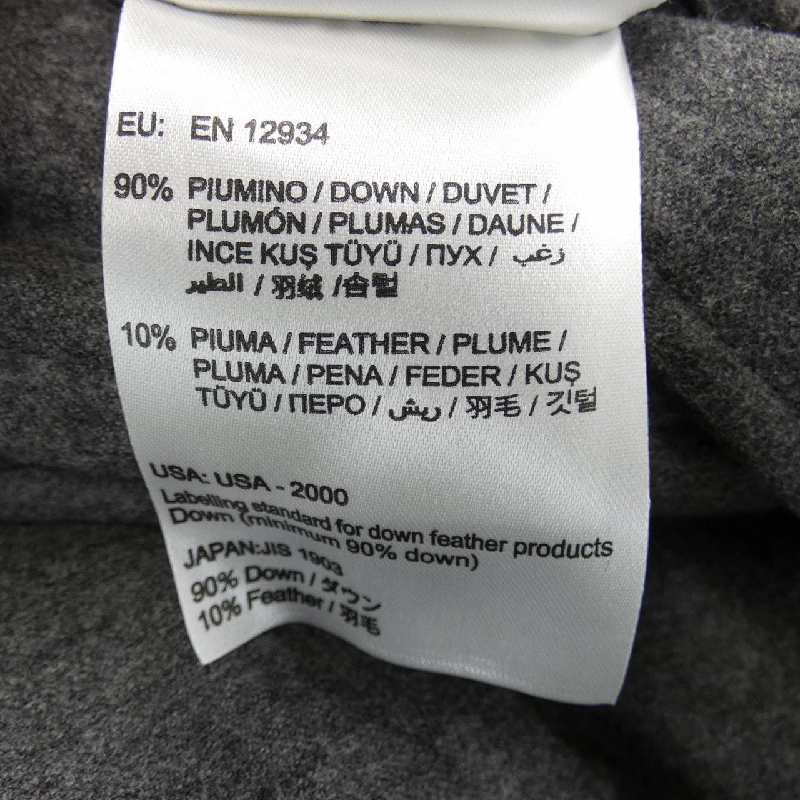 EU: EN 12934
90% PIUMINO / DOWN / DUVET /
PLUMÓN / PLUMAS / DAUNE /
INCE KUŞ TÜYÜ / ПУХ / زغب
الطير / 羽绒 / 솜털
10% PIUMA / FEATHER / PLUME /
PLUMA / PENA / FEDER / KUŞ
TÜYÜ / ПЕРО / ريش / 羽毛 / 깃털
USA: USA - 2000
Labelling standard for down feather products
Down (minimum 90% down)
JAPAN:JIS 1903
90% Down / ダウン
10% Feather / 羽毛